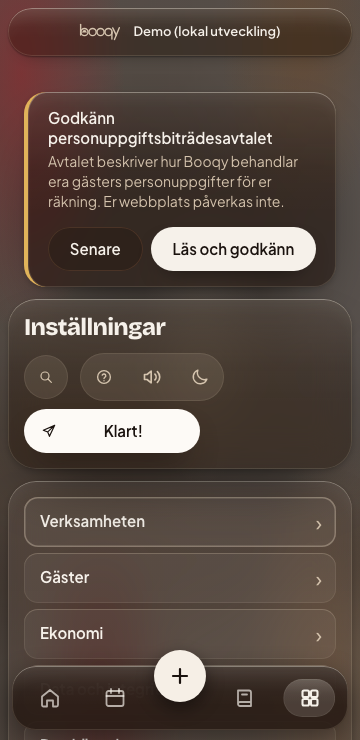 booqy Demo (lokal utveckling)
Godkänn
personuppgiftsbiträdesavtalet
Avtalet beskriver hur Booqy behandlar
era gästers personuppgifter för er
räkning. Er webbplats påverkas inte.
Senare Läs och godkänn
Inställningar
Klart!
Verksamheten
Gäster
Ekonomi